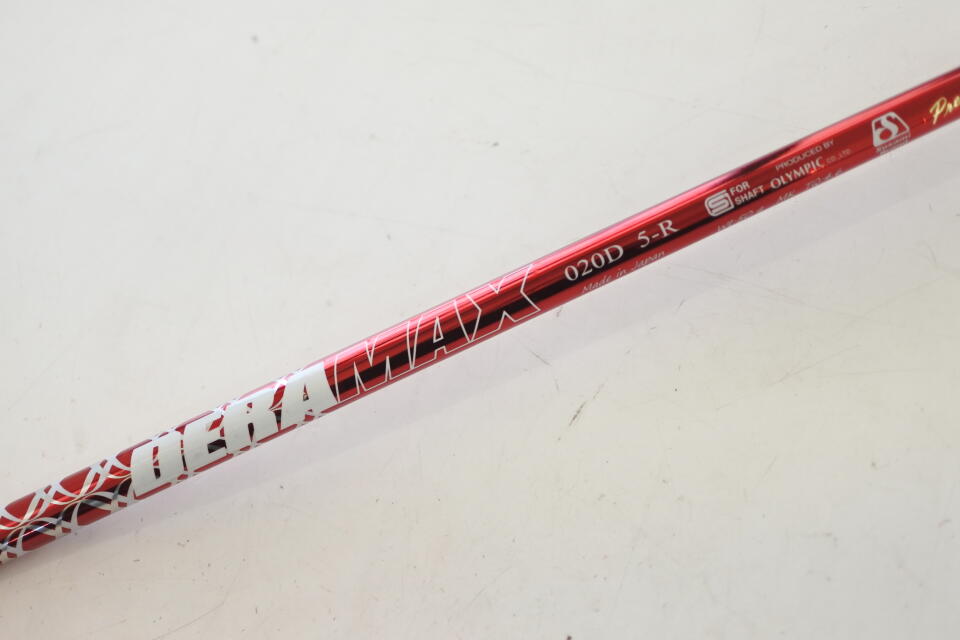 DERAMAX
020D 5-R
Made in Japan
S FOR SHAFT
PRODUCED BY
OLYMPIC CO.,LTD.